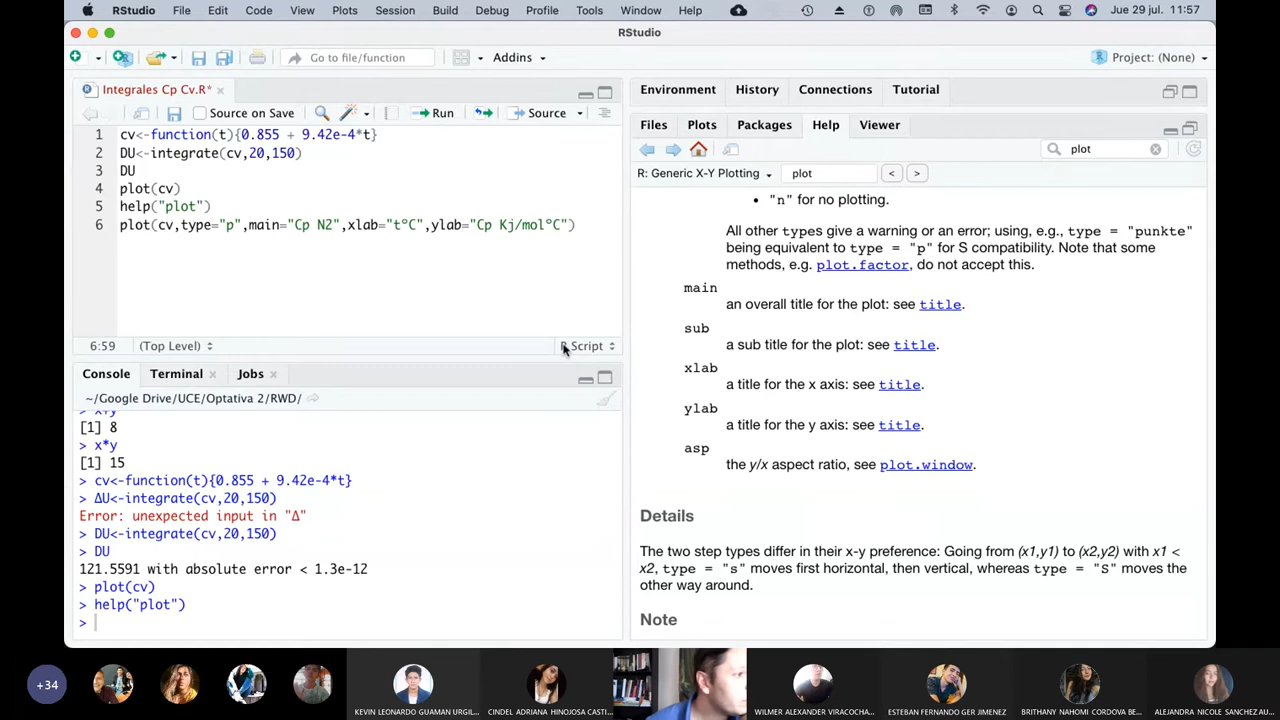 RStudio File Edit Code View Plots Session Build Debug Profile Tools Window Help Jue 29 jul. 11:57
RStudio
Go to file/function Addins Project: (None)
Integrales Cp Cv.R*
Source on Save Run Source
1 cv<-function(t){0.855 + 9.42e-4*t}
2 DU<-integrate(cv,20,150)
3 DU
4 plot(cv)
5 help("plot")
6 plot(cv,type="p",main="Cp N2",xlab="t°C",ylab="Cp Kj/mol°C")
6:59 (Top Level) R Script
Console Terminal Jobs
~/Google Drive/UCE/Optativa 2/RWD/
> x+y
[1] 8
> x*y
[1] 15
> cv<-function(t){0.855 + 9.42e-4*t}
> ΔU<-integrate(cv,20,150)
Error: unexpected input in "Δ"
> DU<-integrate(cv,20,150)
> DU
121.5591 with absolute error < 1.3e-12
> plot(cv)
> help("plot")
>
Environment History Connections Tutorial
Files Plots Packages Help Viewer
plot
R: Generic X-Y Plotting plot < >
• "n" for no plotting.
All other types give a warning or an error; using, e.g., type = "punkte"
being equivalent to type = "p" for S compatibility. Note that some
methods, e.g. plot.factor, do not accept this.
main
an overall title for the plot: see title.
sub
a sub title for the plot: see title.
xlab
a title for the x axis: see title.
ylab
a title for the y axis: see title.
asp
the y/x aspect ratio, see plot.window.
Details
The two step types differ in their x-y preference: Going from (x1,y1) to (x2,y2) with x1 <
x2, type = "s" moves first horizontal, then vertical, whereas type = "S" moves the
other way around.
Note
+34
KEVIN LEONARDO GUAMAN URGIL...
CINDEL ADRIANA HINOJOSA CASTI...
WILMER ALEXANDER VIRACOCHA...
ESTEBAN FERNANDO GER JIMENEZ
BRITHANY NAHOMI CORDOVA BE...
ALEJANDRA NICOLE SANCHEZ AU...